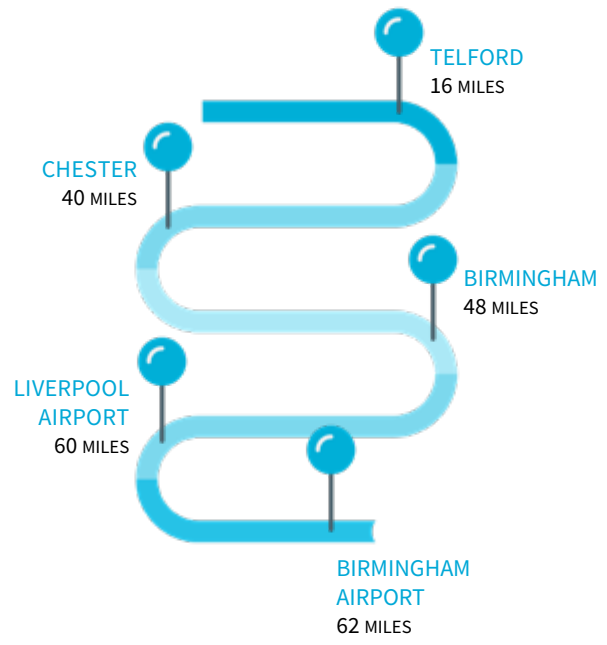 TELFORD
16 MILES
CHESTER
40 MILES
BIRMINGHAM
48 MILES
LIVERPOOL
AIRPORT
60 MILES
BIRMINGHAM
AIRPORT
62 MILES